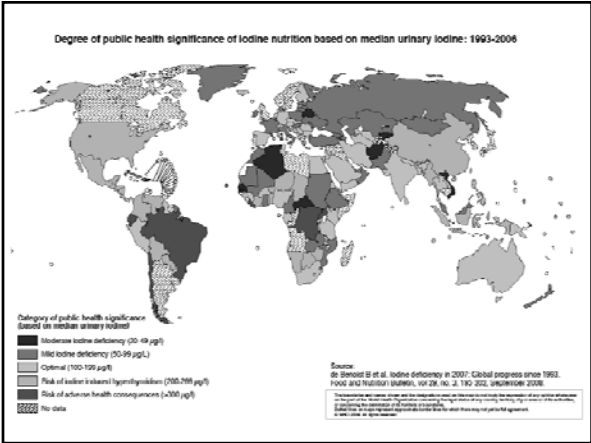 Degree of public health significance of iodine nutrition based on median urinary iodine: 1993-2006
Category of public health significance
(based on median urinary iodine)
Moderate iodine deficiency (20-49 µg/l)
Mild iodine deficiency (50-99 µg/L)
Optimal (100-199 µg/l)
Risk of iodine induced hyperthyroidism (200-299 µg/l)
Risk of adverse health consequences (>300 µg/l)
No data
Source:
de Benoist B et al. Iodine deficiency in 2007: Global progress since 1993.
Food and Nutrition Bulletin, vol 29, no. 3, 195-202, September 2008.